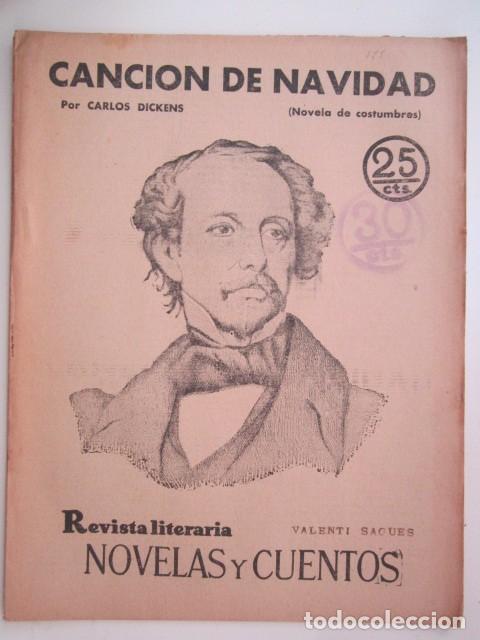 CANCION DE NAVIDAD
Por CARLOS DICKENS
(Novela de costumbres)
25
cts.
30
cts
Revista literaria
VALENTI SAQUES
NOVELAS Y CUENTOS
todocoleccion.net